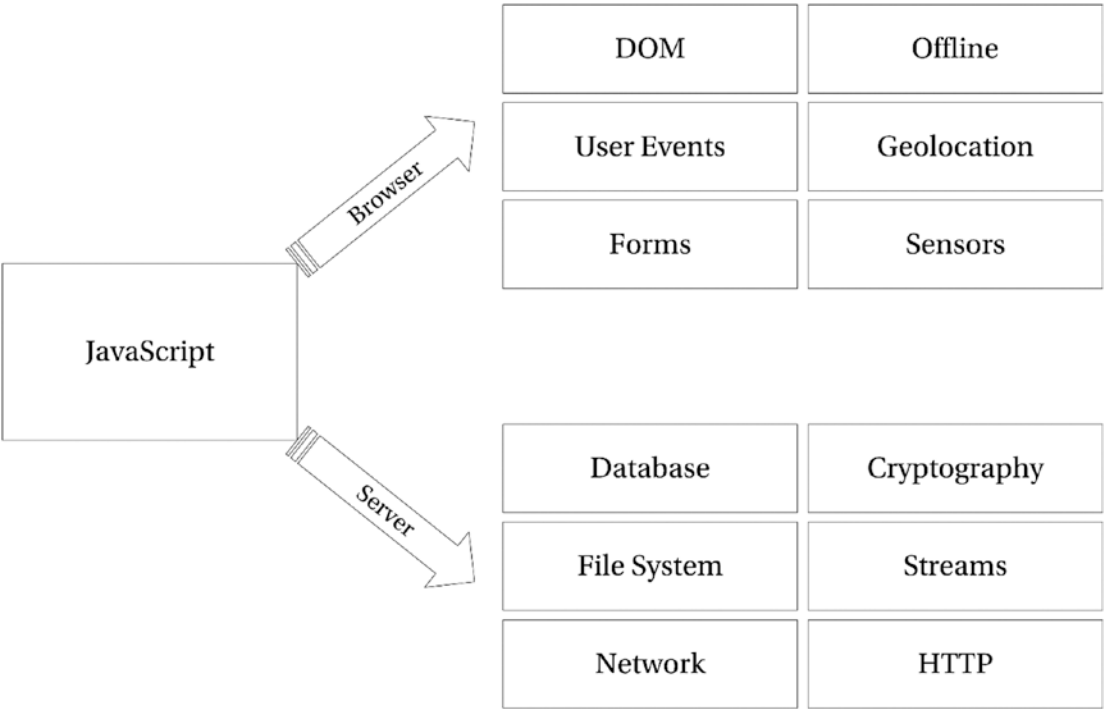 DOM
Offline
User Events
Geolocation
Browser
Forms
Sensors
JavaScript
Database
Cryptography
Server
File System
Streams
Network
HTTP